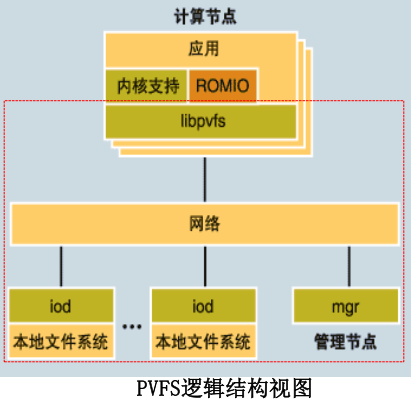 计算节点
应用
内核支持 ROMIO
libpvfs
网络
iod iod mgr
... 
本地文件系统 本地文件系统 管理节点
PVFS逻辑结构视图